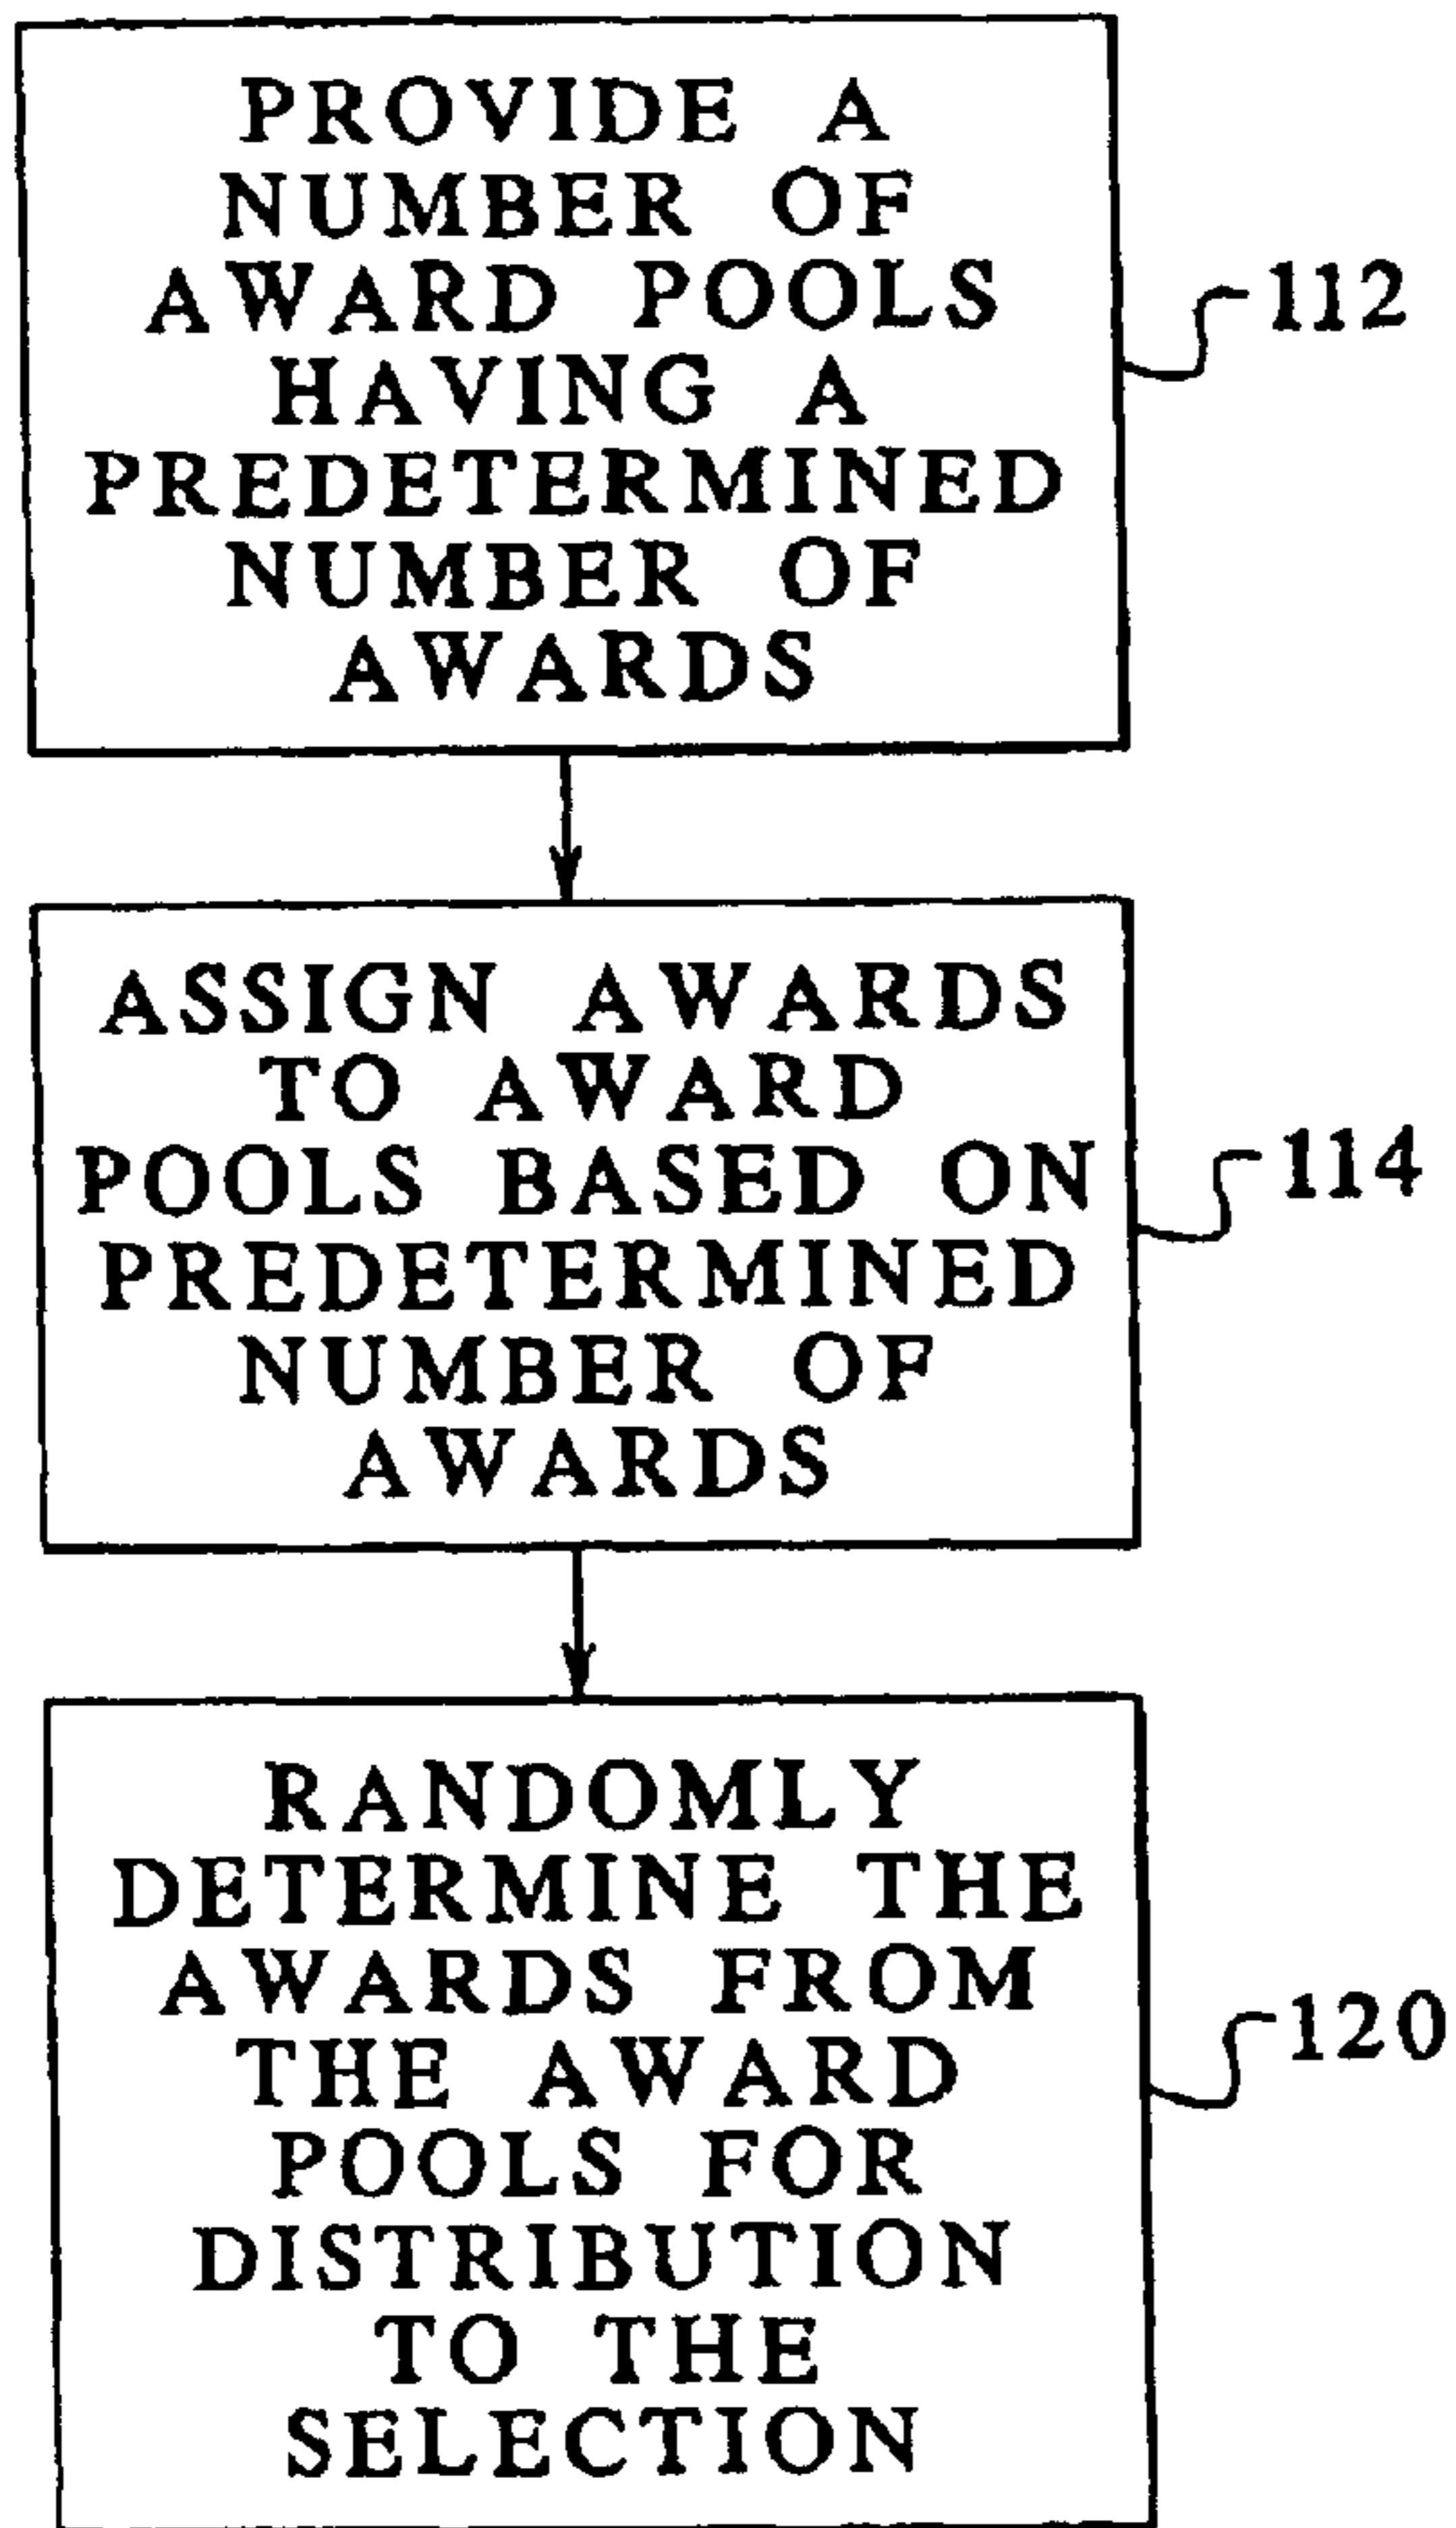 PROVIDE A
NUMBER OF
AWARD POOLS
HAVING A
PREDETERMINED
NUMBER OF
AWARDS
112
ASSIGN AWARDS
TO AWARD
POOLS BASED ON
PREDETERMINED
NUMBER OF
AWARDS
114
RANDOMLY
DETERMINE THE
AWARDS FROM
THE AWARD
POOLS FOR
DISTRIBUTION
TO THE
SELECTION
120